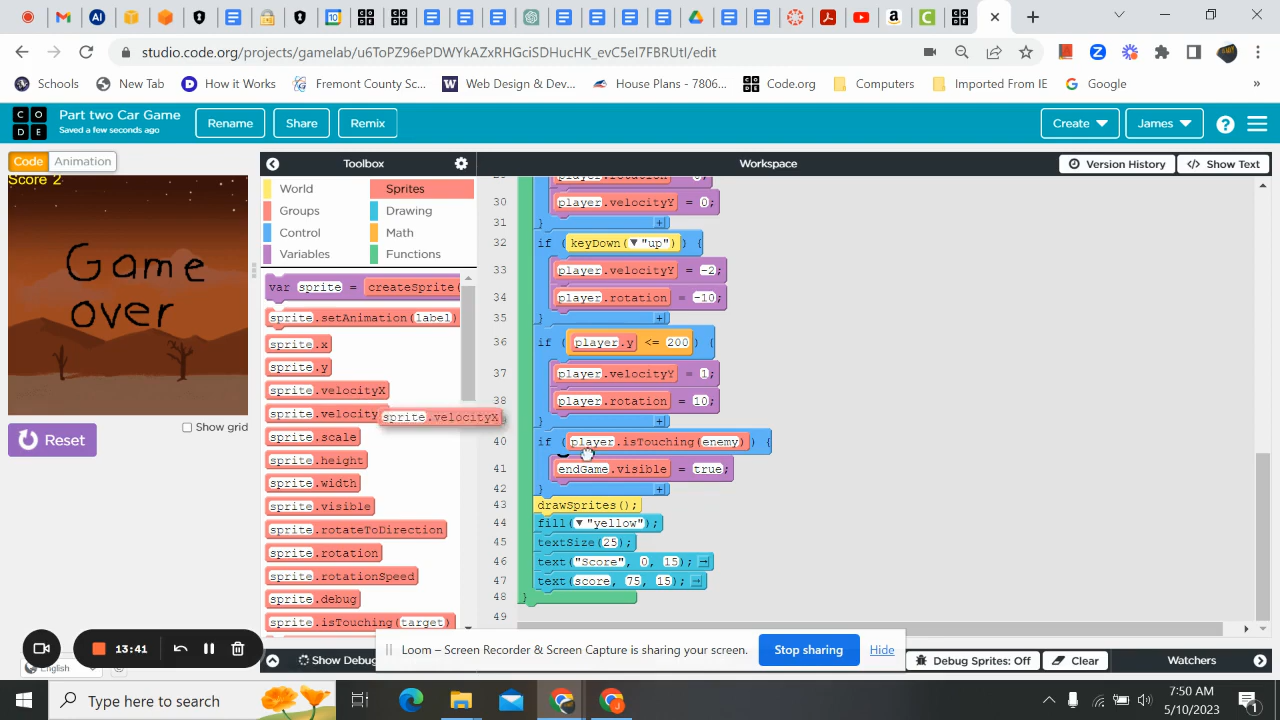 studio.code.org/projects/gamelab/u6ToPZ96ePDWYkAZxRHGciSDHucHK_evC5eI7FBRUtI/edit
Schools
New Tab
How it Works
Fremont County Sc...
Web Design & Dev...
House Plans - 7806...
Code.org
Computers
Imported From IE
Google
»
CODE
Part two Car Game
Saved a few seconds ago
Rename
Share
Remix
Create
James
?
Code
Animation
Toolbox
Workspace
Version History
</> Show Text
Score 2
Game
over
Reset
Show grid
World
Sprites
Groups
Drawing
Control
Math
Variables
Functions
var sprite = createSprite(
sprite.setAnimation(label)
sprite.x
sprite.y
sprite.velocityX
sprite.velocity
sprite.velocityX
sprite.scale
sprite.height
sprite.width
sprite.visible
sprite.rotateToDirection
sprite.rotation
sprite.rotationSpeed
sprite.debug
sprite.isTouching(target)
30 player.velocityY = 0;
31 }
32 if (keyDown("up")) {
33 player.velocityY = -2;
34 player.rotation = -10;
35 }
36 if (player.y <= 200) {
37 player.velocityY = 1;
38 player.rotation = 10;
}
40 if (player.isTouching(enemy)) {
41 endGame.visible = true;
42 }
43 drawSprites();
44 fill("yellow");
45 textSize(25);
46 text("Score", 0, 15);
47 text(score, 75, 15);
48 }
49
13:41
Loom – Screen Recorder & Screen Capture is sharing your screen.
Stop sharing
Hide
English
Show Debu
Debug Sprites: Off
Clear
Watchers
Type here to search
7:50 AM
5/10/2023